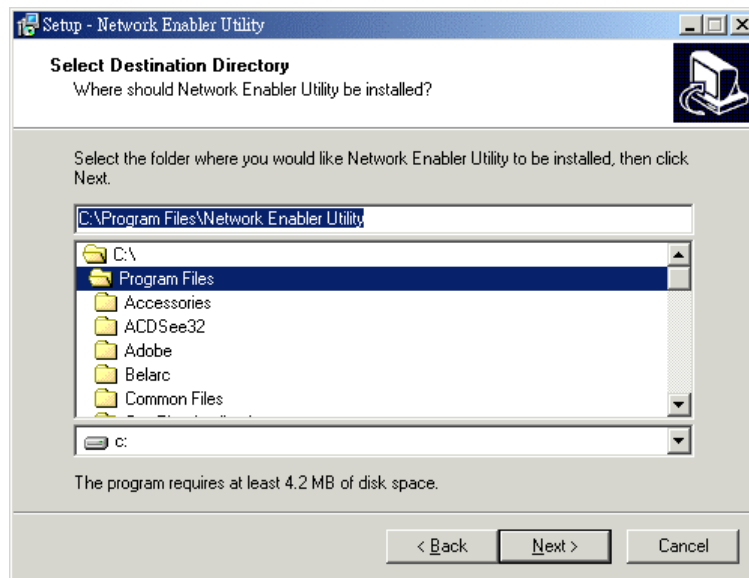 Setup - Network Enabler Utility
Select Destination Directory
Where should Network Enabler Utility be installed?
Select the folder where you would like Network Enabler Utility to be installed, then click
Next.
C:\Program Files\Network Enabler Utility
C:\
Program Files
Accessories
ACDSee32
Adobe
Belarc
Common Files
c:
The program requires at least 4.2 MB of disk space.
< Back
Next >
Cancel